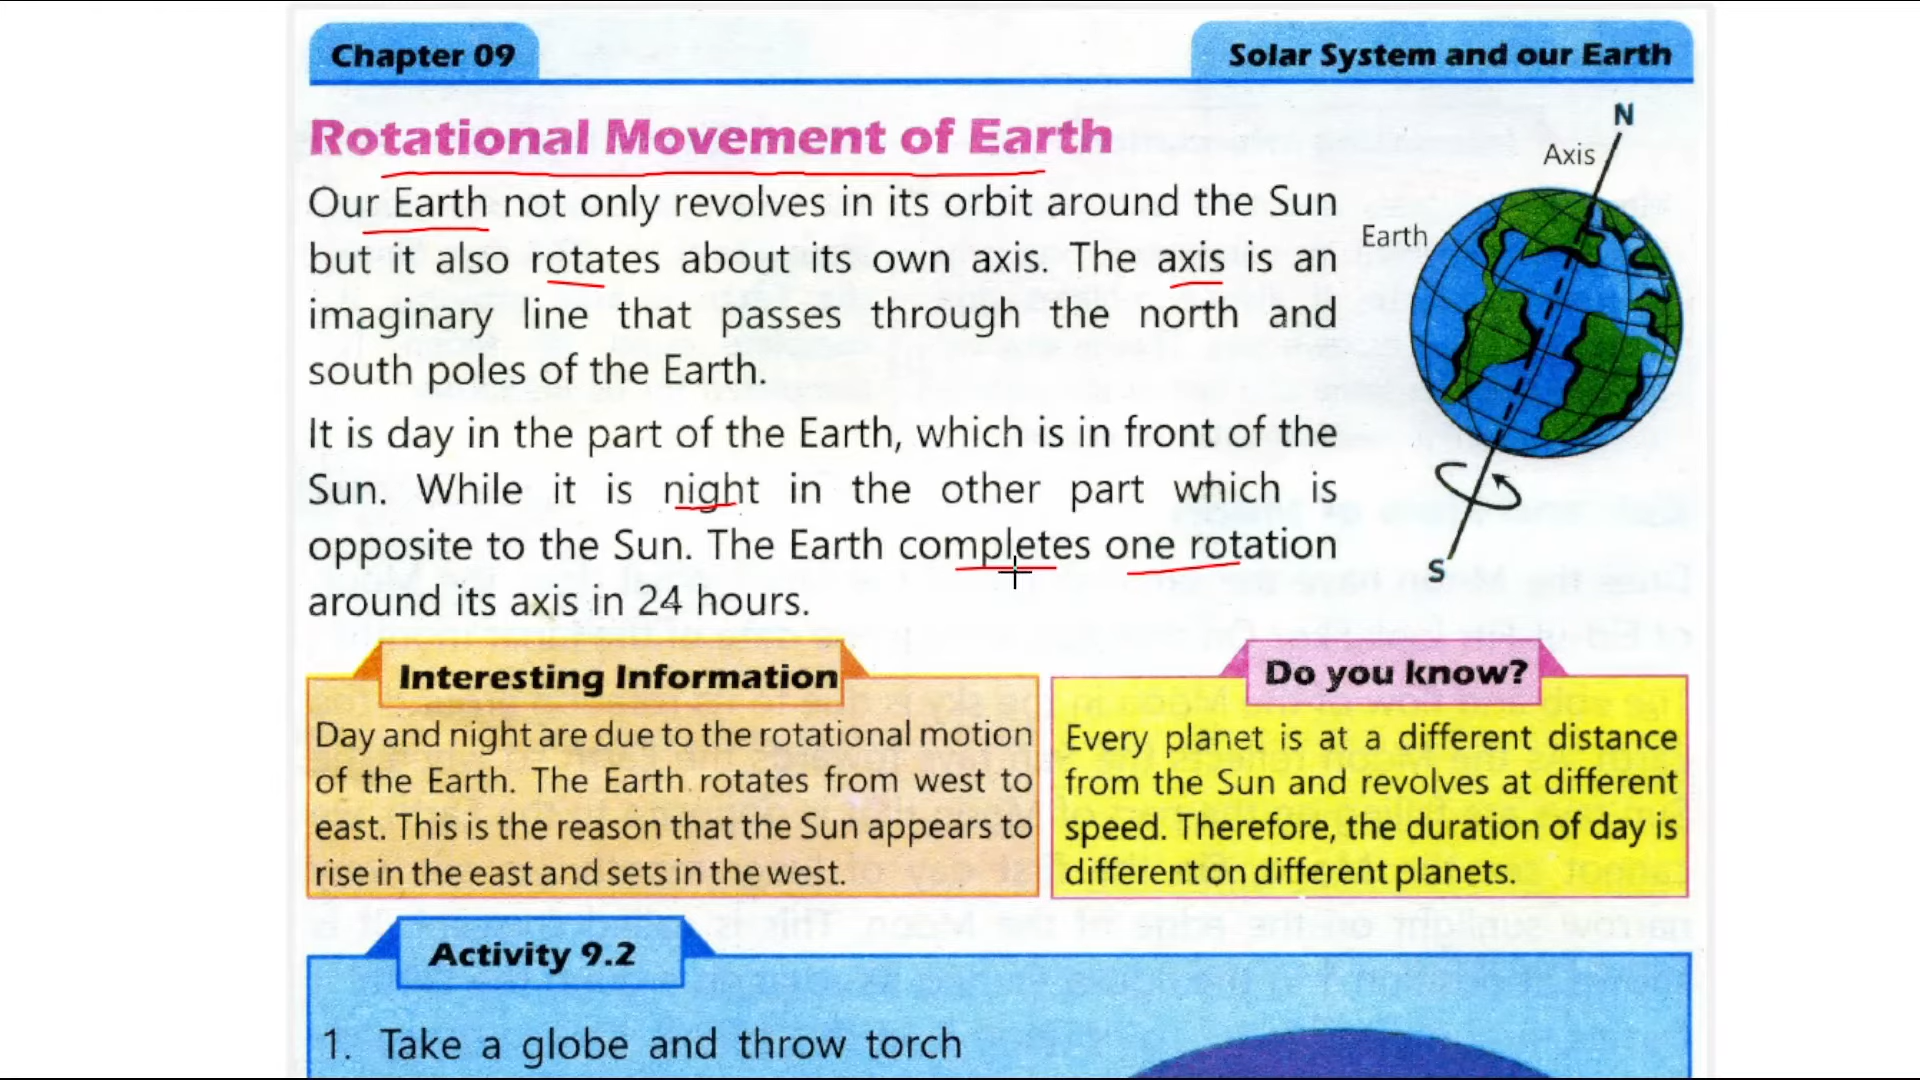 Chapter 09
Solar System and our Earth
Rotational Movement of Earth
Our Earth not only revolves in its orbit around the Sun
but it also rotates about its own axis. The axis is an
imaginary line that passes through the north and
south poles of the Earth.
N
Axis
Earth
S
It is day in the part of the Earth, which is in front of the
Sun. While it is night in the other part which is
opposite to the Sun. The Earth completes one rotation
around its axis in 24 hours.
Interesting Information
Day and night are due to the rotational motion
of the Earth. The Earth rotates from west to
east. This is the reason that the Sun appears to
rise in the east and sets in the west.
Do you know?
Every planet is at a different distance
from the Sun and revolves at different
speed. Therefore, the duration of day is
different on different planets.
Activity 9.2
1. Take a globe and throw torch